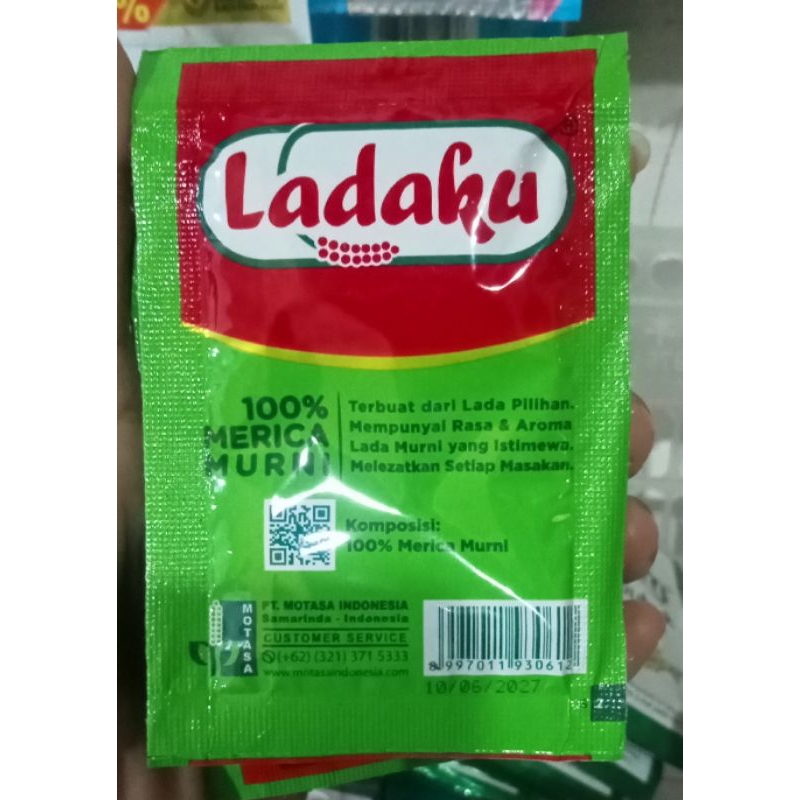 %
Ladaku
100%
MERICA
MURNI
Terbuat dari Lada Pilihan.
Mempunyai Rasa & Aroma
Lada Murni yang Istimewa.
Melezatkan Setiap Masakan.
Komposisi:
100% Merica Murni
MOTASA
PT. MOTASA INDONESIA
Samarinda - Indonesia
CUSTOMER SERVICE
(+62) (321) 371 5333
www.motasaindonesia.com
8 997011 930612
10/06/2027